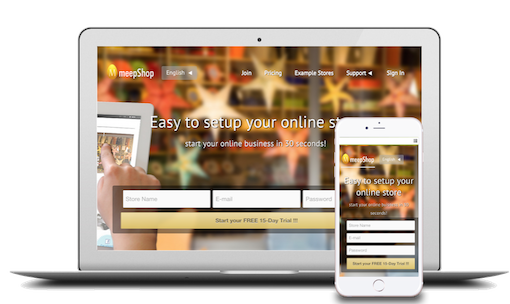 meepShop
English
Join
Pricing
Example Stores
Support
Sign In
Easy to setup your online sto
start your online business in 30 seconds!
Store Name
E-mail
Password
Start your FREE 15-Day Trial !!!
meepShop
English
Easy to setup your
online store
start your online business in 30
seconds!
Store Name
E-mail
Password
Start your FREE 15-Day Trial !!!